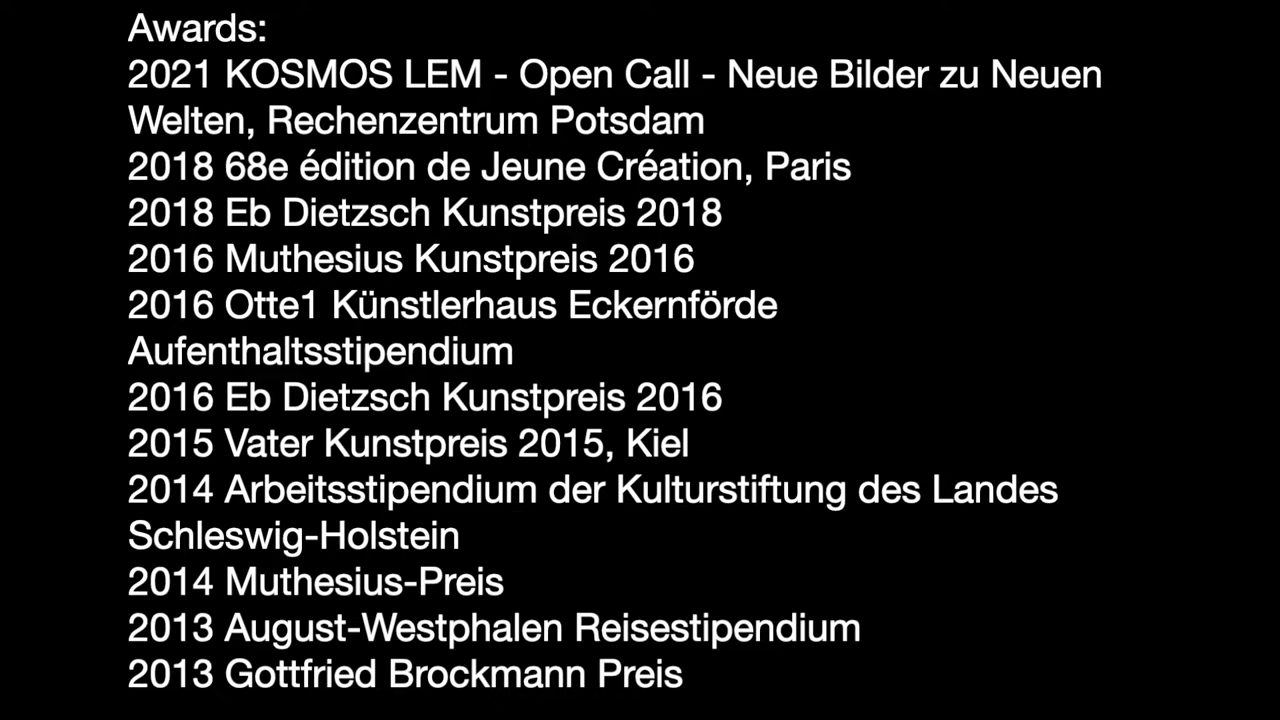 Awards:
2021 KOSMOS LEM - Open Call - Neue Bilder zu Neuen
Welten, Rechenzentrum Potsdam
2018 68e édition de Jeune Création, Paris
2018 Eb Dietzsch Kunstpreis 2018
2016 Muthesius Kunstpreis 2016
2016 Otte1 Künstlerhaus Eckernförde
Aufenthaltsstipendium
2016 Eb Dietzsch Kunstpreis 2016
2015 Vater Kunstpreis 2015, Kiel
2014 Arbeitsstipendium der Kulturstiftung des Landes
Schleswig-Holstein
2014 Muthesius-Preis
2013 August-Westphalen Reisestipendium
2013 Gottfried Brockmann Preis